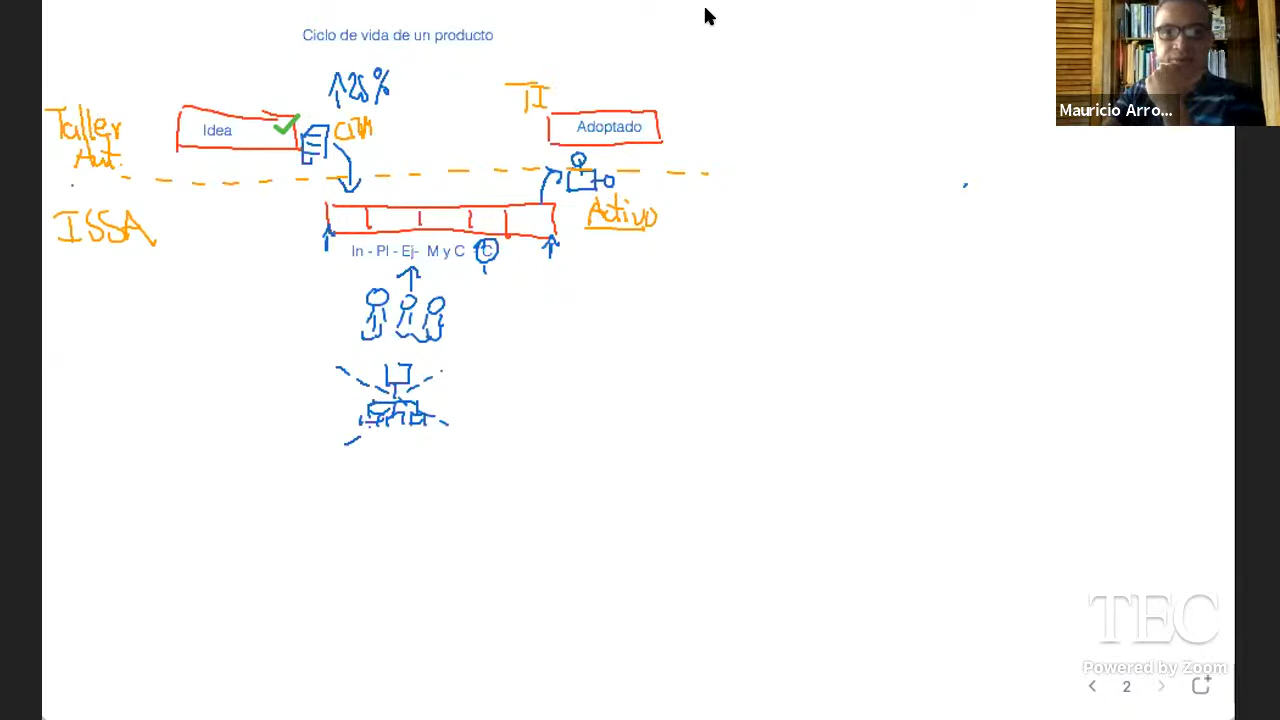 Ciclo de vida de un producto
↑25%
TI
Taller
Aut.
Idea
Adoptado
ISSA
Activo
In - Pl - Ej- M y C - C
Mauricio Arro...
TEC
Powered by Zoom
2